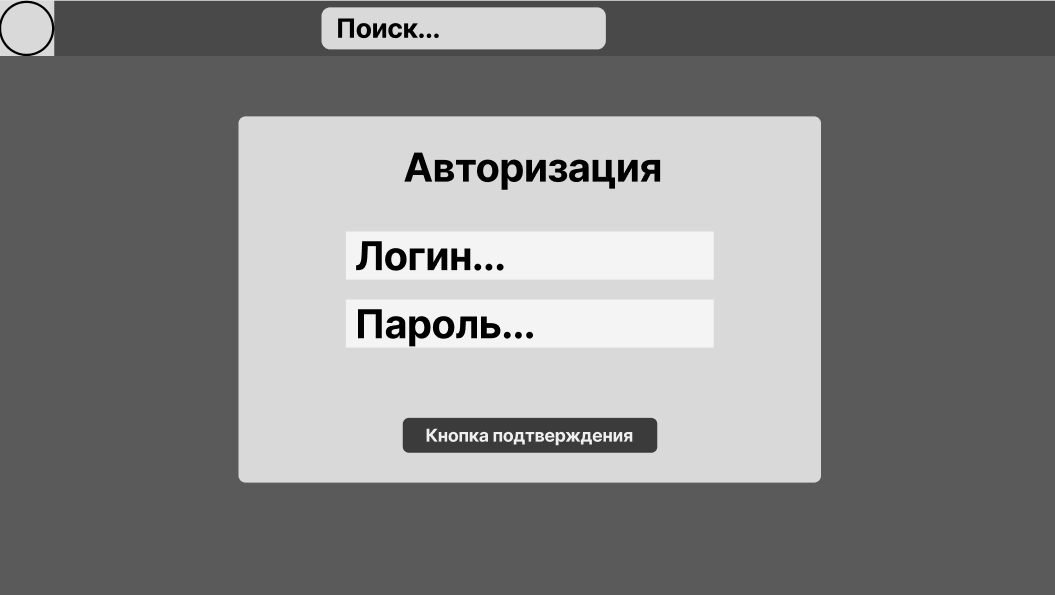 Поиск...
Авторизация
Логин...
Пароль...
Кнопка подтверждения